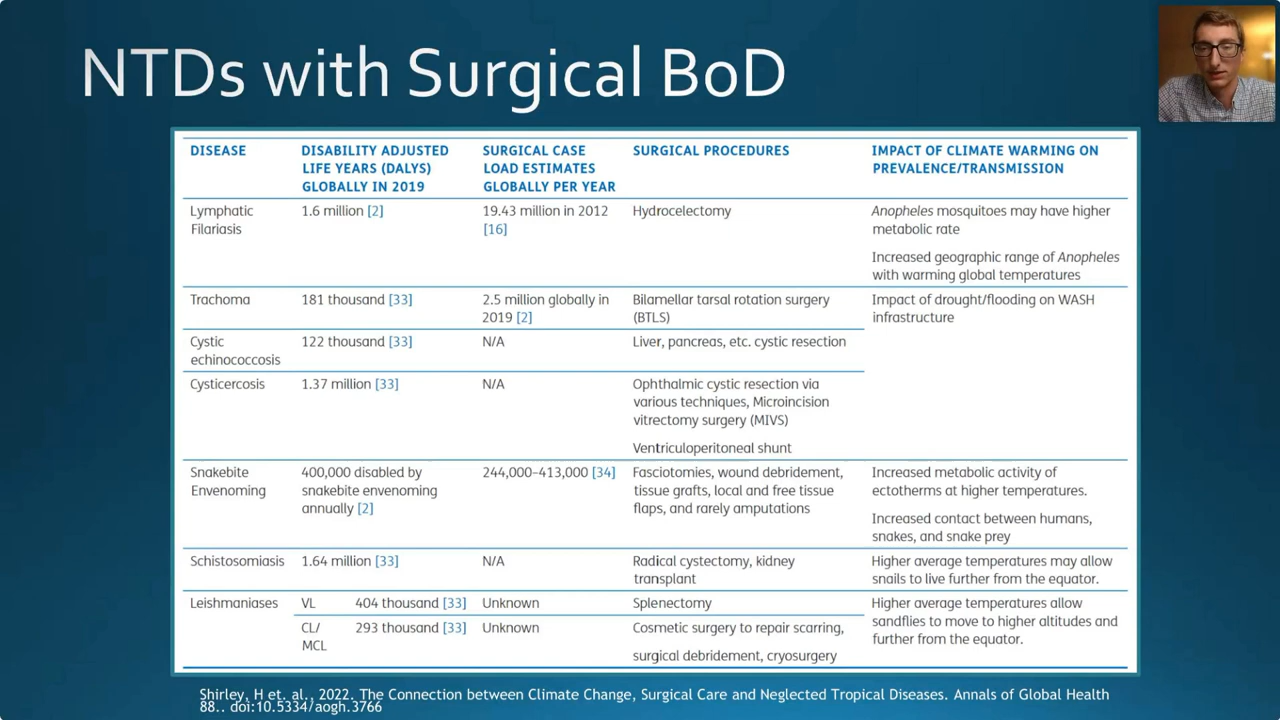 NTDs with Surgical BoD
DISEASE
DISABILITY ADJUSTED
LIFE YEARS (DALYS)
GLOBALLY IN 2019
SURGICAL CASE
LOAD ESTIMATES
GLOBALLY PER YEAR
SURGICAL PROCEDURES
IMPACT OF CLIMATE WARMING ON
PREVALENCE/TRANSMISSION
Lymphatic
Filariasis
1.6 million [2]
19.43 million in 2012
[16]
Hydrocelectomy
Anopheles mosquitoes may have higher
metabolic rate
Increased geographic range of Anopheles
with warming global temperatures
Trachoma
181 thousand [33]
2.5 million globally in
2019 [2]
Bilamellar tarsal rotation surgery
(BTLS)
Impact of drought/flooding on WASH
infrastructure
Cystic
echinococcosis
122 thousand [33]
N/A
Liver, pancreas, etc. cystic resection
Cysticercosis
1.37 million [33]
N/A
Ophthalmic cystic resection via
various techniques, Microincision
vitrectomy surgery (MIVS)
Ventriculoperitoneal shunt
Snakebite
Envenoming
400,000 disabled by
snakebite envenoming
annually [2]
244,000–413,000 [34]
Fasciotomies, wound debridement,
tissue grafts, local and free tissue
flaps, and rarely amputations
Increased metabolic activity of
ectotherms at higher temperatures.
Increased contact between humans,
snakes, and snake prey
Schistosomiasis
1.64 million [33]
N/A
Radical cystectomy, kidney
transplant
Higher average temperatures may allow
snails to live further from the equator.
Leishmaniases
VL
404 thousand [33]
Unknown
Splenectomy
Higher average temperatures allow
sandflies to move to higher altitudes and
further from the equator.
CL/
MCL
293 thousand [33]
Unknown
Cosmetic surgery to repair scarring,
surgical debridement, cryosurgery
Shirley, H et. al., 2022. The Connection between Climate Change, Surgical Care and Neglected Tropical Diseases. Annals of Global Health
88.. doi:10.5334/aogh.3766